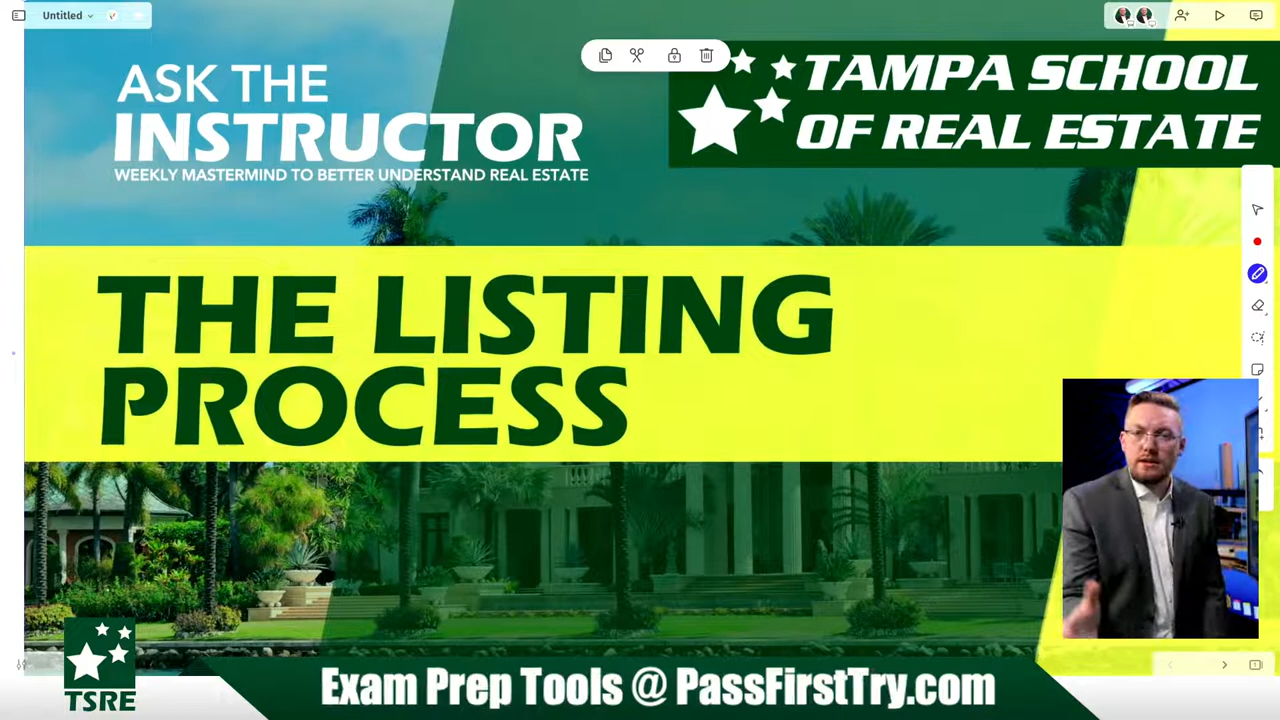 Untitled
ASK THE
INSTRUCTOR
WEEKLY MASTERMIND TO BETTER UNDERSTAND REAL ESTATE
TAMPA SCHOOL
OF REAL ESTATE
THE LISTING
PROCESS
TSRE
Exam Prep Tools @ PassFirstTry.com
1